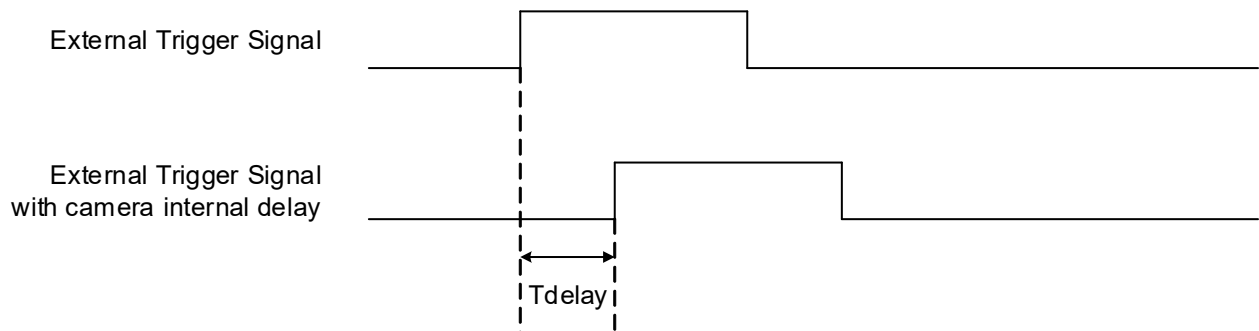 External Trigger Signal
External Trigger Signal
with camera internal delay
Tdelay